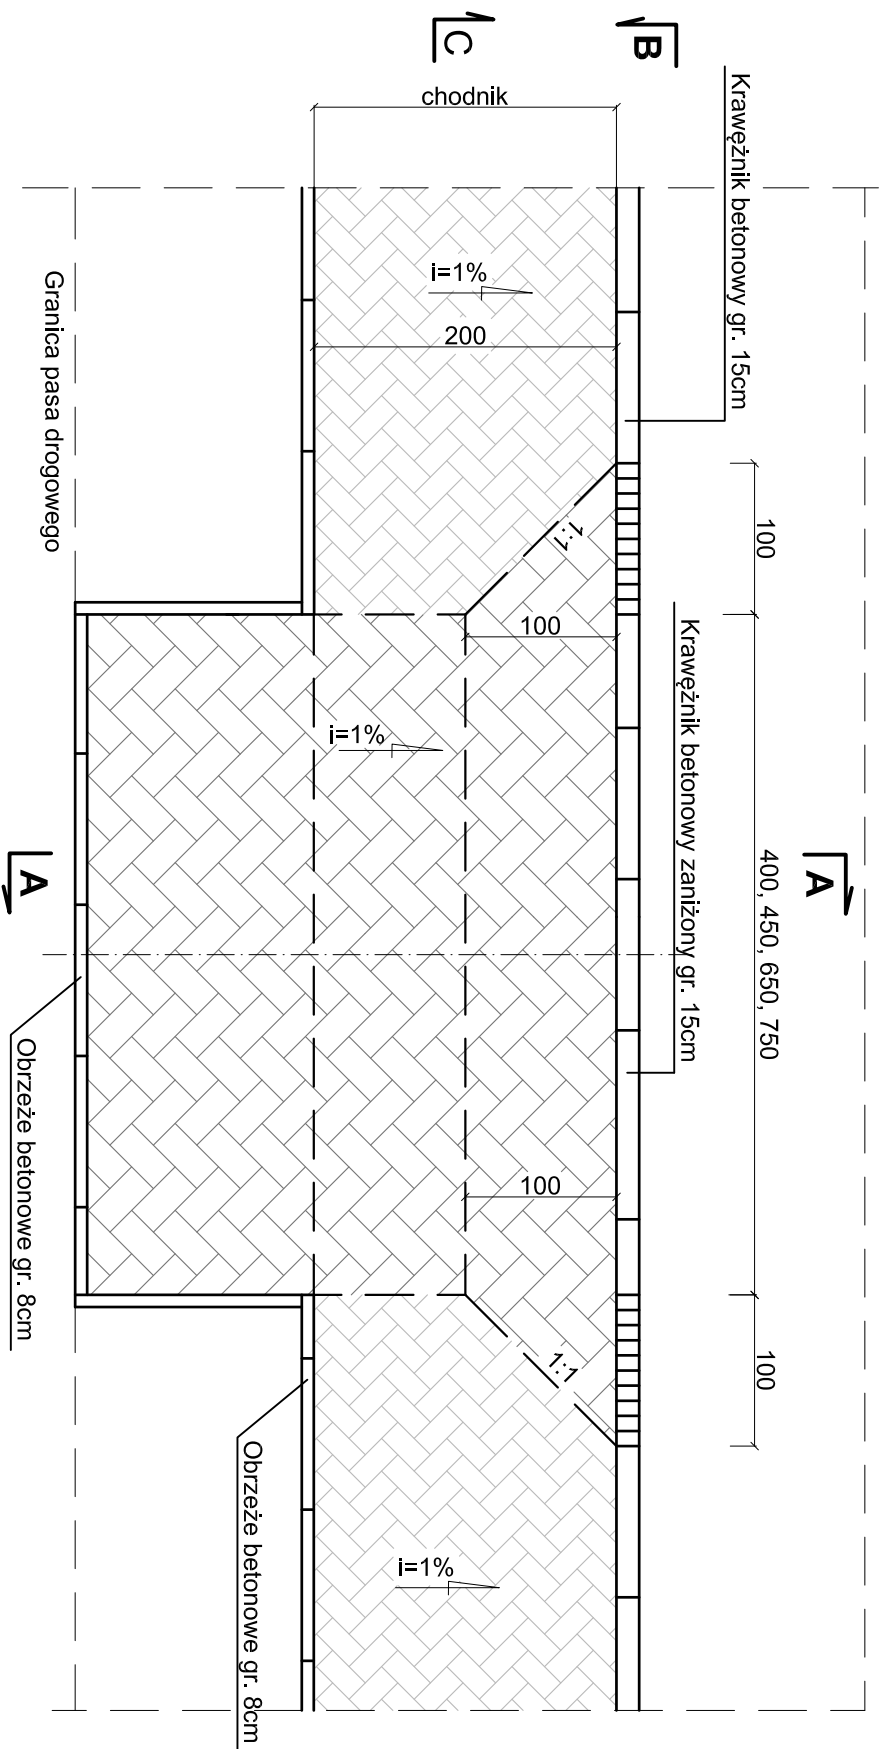 C
B
chodnik
Krawężnik betonowy gr. 15cm
i=1%
200
Granica pasa drogowego
1:1
100
100
Krawężnik betonowy zaniżony gr. 15cm
i=1%
400, 450, 650, 750
A
A
Obrzeże betonowe gr. 8cm
100
1:1
100
Obrzeże betonowe gr. 8cm
i=1%